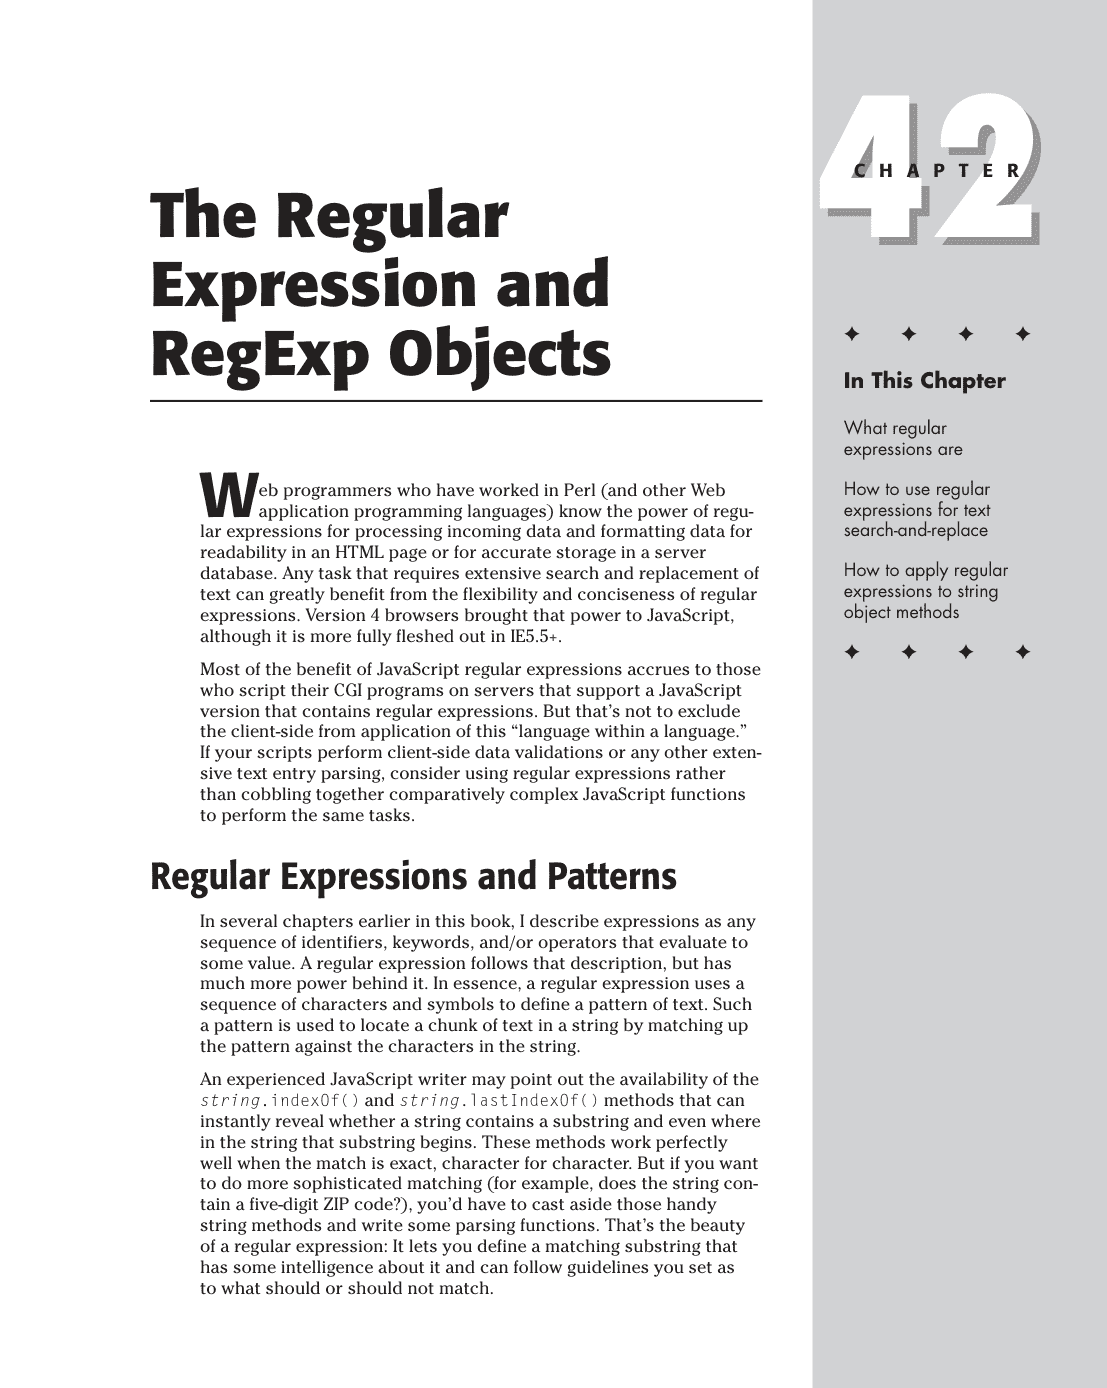 42
CHAPTER
The Regular
Expression and
RegExp Objects
✦ ✦ ✦ ✦
In This Chapter
What regular
expressions are
How to use regular
expressions for text
search-and-replace
How to apply regular
expressions to string
object methods
✦ ✦ ✦ ✦
Web programmers who have worked in Perl (and other Web
application programming languages) know the power of regu-
lar expressions for processing incoming data and formatting data for
readability in an HTML page or for accurate storage in a server
database. Any task that requires extensive search and replacement of
text can greatly benefit from the flexibility and conciseness of regular
expressions. Version 4 browsers brought that power to JavaScript,
although it is more fully fleshed out in IE5.5+.
Most of the benefit of JavaScript regular expressions accrues to those
who script their CGI programs on servers that support a JavaScript
version that contains regular expressions. But that’s not to exclude
the client-side from application of this “language within a language.”
If your scripts perform client-side data validations or any other exten-
sive text entry parsing, consider using regular expressions rather
than cobbling together comparatively complex JavaScript functions
to perform the same tasks.
Regular Expressions and Patterns
In several chapters earlier in this book, I describe expressions as any
sequence of identifiers, keywords, and/or operators that evaluate to
some value. A regular expression follows that description, but has
much more power behind it. In essence, a regular expression uses a
sequence of characters and symbols to define a pattern of text. Such
a pattern is used to locate a chunk of text in a string by matching up
the pattern against the characters in the string.
An experienced JavaScript writer may point out the availability of the
string.indexOf() and string.lastIndexOf() methods that can
instantly reveal whether a string contains a substring and even where
in the string that substring begins. These methods work perfectly
well when the match is exact, character for character. But if you want
to do more sophisticated matching (for example, does the string con-
tain a five-digit ZIP code?), you’d have to cast aside those handy
string methods and write some parsing functions. That’s the beauty
of a regular expression: It lets you define a matching substring that
has some intelligence about it and can follow guidelines you set as
to what should or should not match.